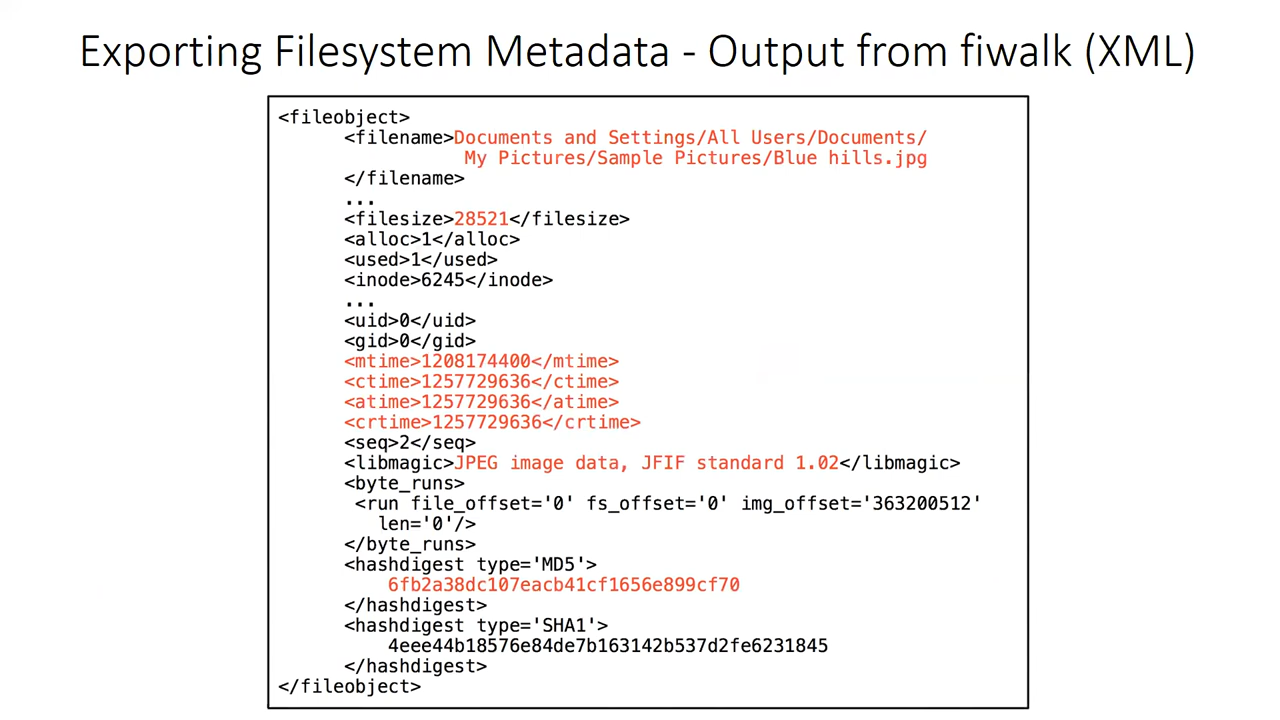 Exporting Filesystem Metadata - Output from fiwalk (XML)
<fileobject>
<filename>Documents and Settings/All Users/Documents/
My Pictures/Sample Pictures/Blue hills.jpg
</filename>
...
<filesize>28521</filesize>
<alloc>1</alloc>
<used>1</used>
<inode>6245</inode>
...
<uid>0</uid>
<gid>0</gid>
<mtime>1208174400</mtime>
<ctime>1257729636</ctime>
<atime>1257729636</atime>
<crtime>1257729636</crtime>
<seq>2</seq>
<libmagic>JPEG image data, JFIF standard 1.02</libmagic>
<byte_runs>
<run file_offset='0' fs_offset='0' img_offset='363200512'
len='0'/>
</byte_runs>
<hashdigest type='MD5'>
6fb2a38dc107eacb41cf1656e899cf70
</hashdigest>
<hashdigest type='SHA1'>
4eee44b18576e84de7b163142b537d2fe6231845
</hashdigest>
</fileobject>